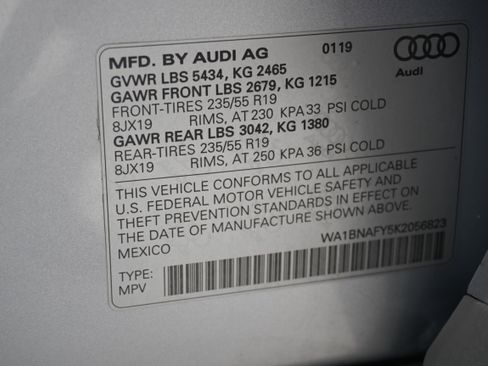 MFD. BY AUDI AG 0119
GVWR LBS 5434, KG 2465
GAWR FRONT LBS 2679, KG 1215
FRONT-TIRES 235/55 R19
8JX19 RIMS, AT 230 KPA 33 PSI COLD
GAWR REAR LBS 3042, KG 1380
REAR-TIRES 235/55 R19
8JX19 RIMS, AT 250 KPA 36 PSI COLD
Audi
THIS VEHICLE CONFORMS TO ALL APPLICABLE
U.S. FEDERAL MOTOR VEHICLE SAFETY AND
THEFT PREVENTION STANDARDS IN EFFECT ON
THE DATE OF MANUFACTURE SHOWN ABOVE.
MEXICO
WA1BNAFY5K2056823
TYPE:
MPV